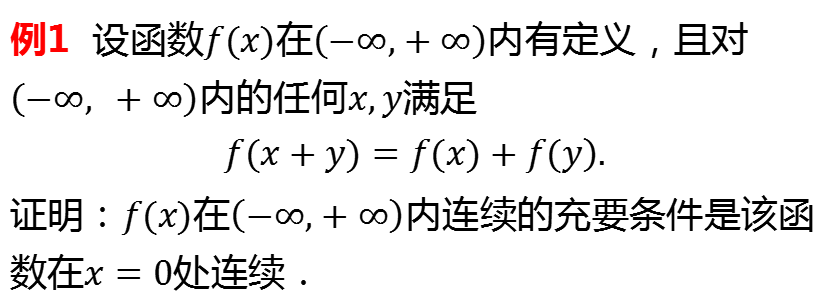 例1 设函数f(x)在(−∞,+∞)内有定义，且对
(−∞, +∞)内的任何x,y满足
f(x+y)=f(x)+f(y).
证明：f(x)在(−∞,+∞)内连续的充要条件是该函
数在x=0处连续．